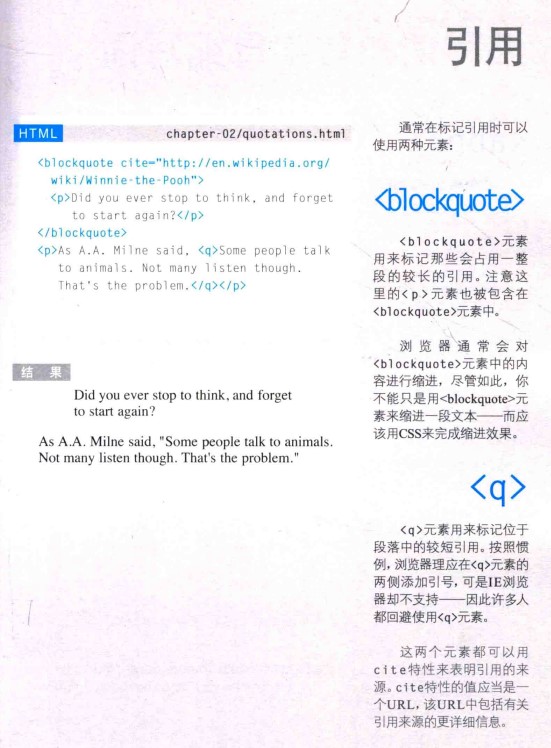 引用
HTML chapter-02/quotations.html
<blockquote cite="http://en.wikipedia.org/
wiki/Winnie-the-Pooh">
<p>Did you ever stop to think, and forget
to start again?</p>
</blockquote>
<p>As A.A. Milne said, <q>Some people talk
to animals. Not many listen though.
That's the problem.</q></p>
结 果
Did you ever stop to think, and forget
to start again?
As A.A. Milne said, "Some people talk to animals.
Not many listen though. That's the problem."
通常在标记引用时可以
使用两种元素：
<blockquote>
<blockquote>元素
用来标记那些会占用一整
段的较长的引用。注意这
里的<p>元素也被包含在
<blockquote>元素中。
浏览器通常会对
<blockquote>元素中的内
容进行缩进，尽管如此，你
不能只是用<blockquote>元
素来缩进一段文本——而应
该用CSS来完成缩进效果。
<q>
<q>元素用来标记位于
段落中的较短引用。按照惯
例，浏览器理应在<q>元素的
两侧添加引号，可是IE浏览
器却不支持——因此许多人
都回避使用<q>元素。
这两个元素都可以用
cite特性来表明引用的来
源。cite特性的值应当是一
个URL，该URL中包括有关
引用来源的更详细信息。